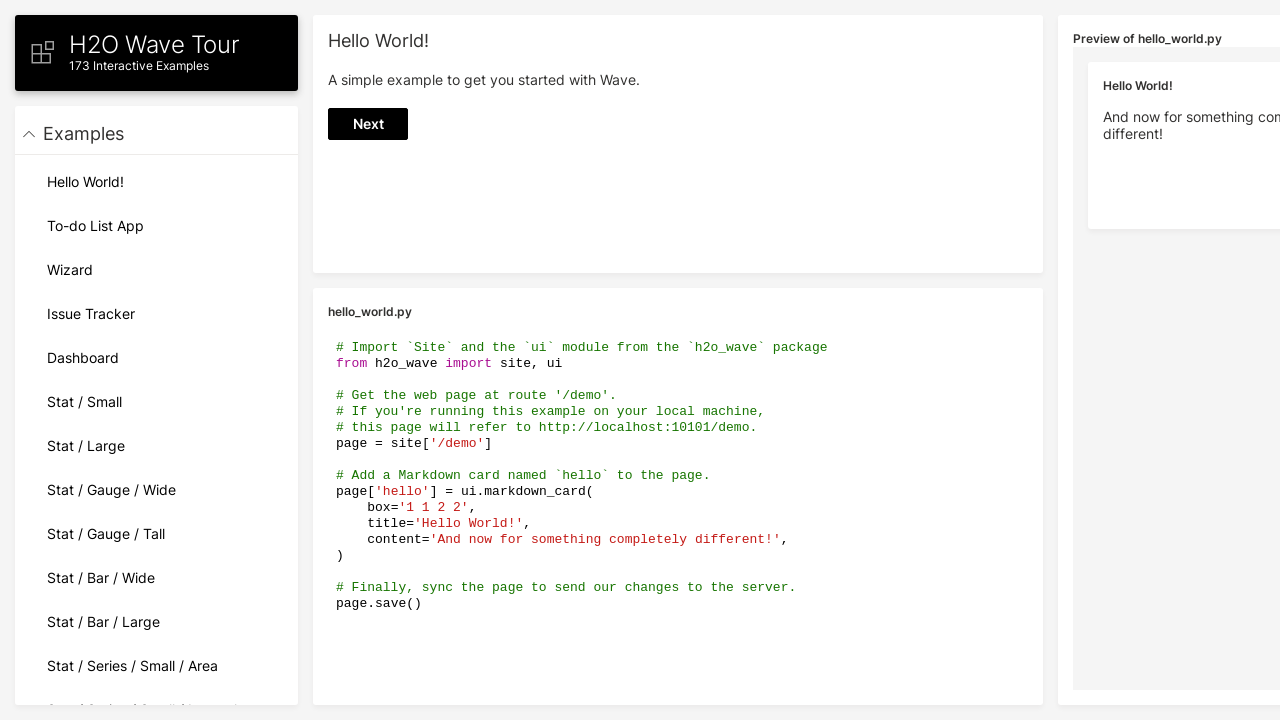 H2O Wave Tour
173 Interactive Examples
Examples
Hello World!
To-do List App
Wizard
Issue Tracker
Dashboard
Stat / Small
Stat / Large
Stat / Gauge / Wide
Stat / Gauge / Tall
Stat / Bar / Wide
Stat / Bar / Large
Stat / Series / Small / Area
Hello World!
A simple example to get you started with Wave.
Next
hello_world.py
# Import `Site` and the `ui` module from the `h2o_wave` package
from h2o_wave import site, ui
# Get the web page at route '/demo'.
# If you're running this example on your local machine,
# this page will refer to http://localhost:10101/demo.
page = site['/demo']
# Add a Markdown card named `hello` to the page.
page['hello'] = ui.markdown_card(
    box='1 1 2 2',
    title='Hello World!',
    content='And now for something completely different!',
)
# Finally, sync the page to send our changes to the server.
page.save()
Preview of hello_world.py
Hello World!
And now for something
different!